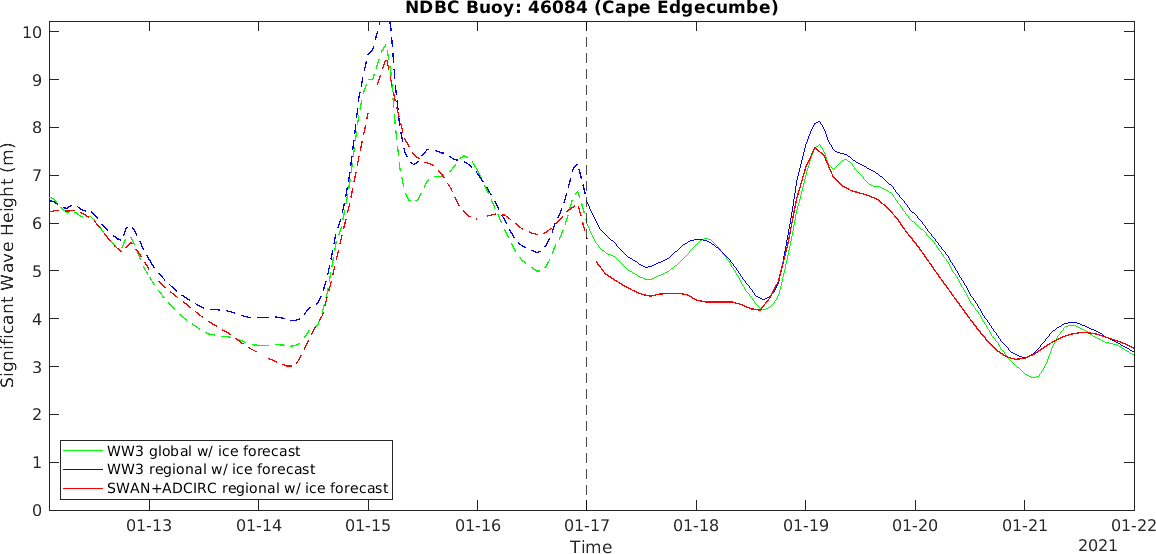 NDBC Buoy: 46084 (Cape Edgecumbe)
10
9
8
7
6
5
4
3
2
1
0
Significant Wave Height (m)
WW3 global w/ ice forecast
WW3 regional w/ ice forecast
SWAN+ADCIRC regional w/ ice forecast
01-13 01-14 01-15 01-16 01-17 01-18 01-19 01-20 01-21 01-22
Time
2021